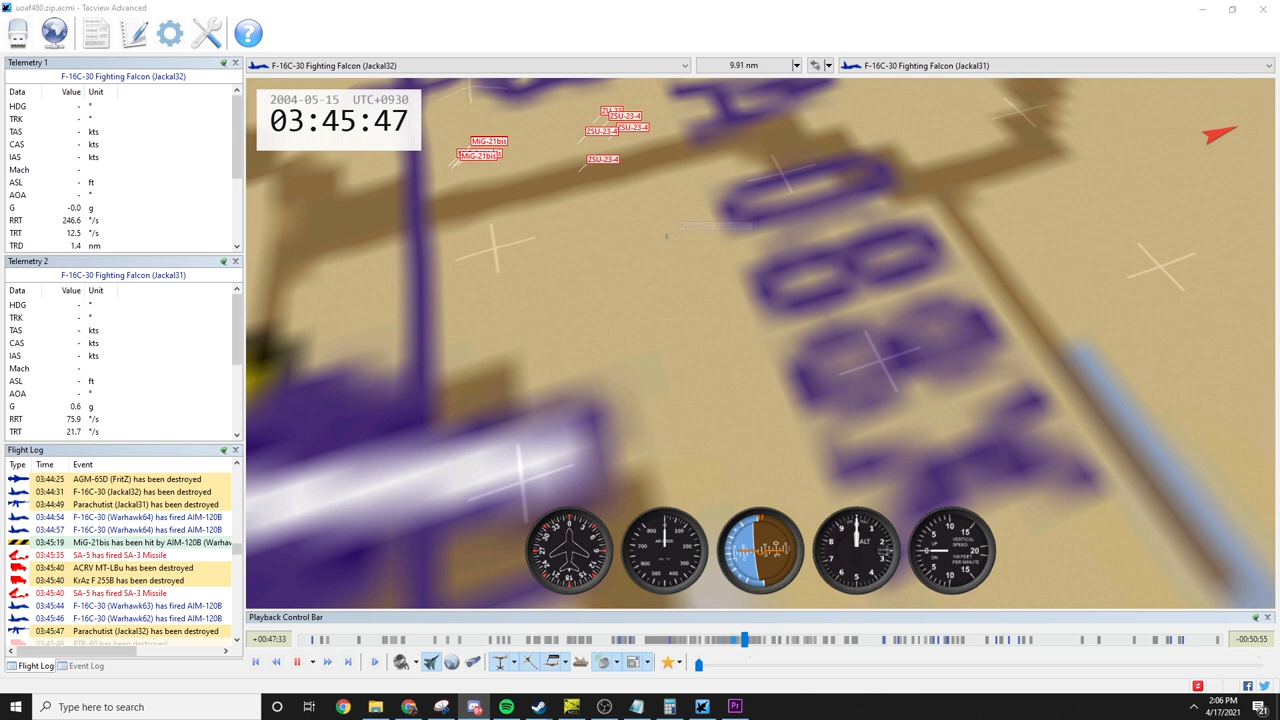 uoaf480.zip.acmi - Tacview Advanced
Telemetry 1
F-16C-30 Fighting Falcon (Jackal32)
Data Value Unit
HDG - °
TRK - °
TAS - kts
CAS - kts
IAS - kts
Mach -
ASL - ft
AOA - °
G -0.0 g
RRT 246.6 °/s
TRT 12.5 °/s
TRD 1.4 nm
Telemetry 2
F-16C-30 Fighting Falcon (Jackal31)
Data Value Unit
HDG - °
TRK - °
TAS - kts
CAS - kts
IAS - kts
Mach -
ASL - ft
AOA - °
G 0.6 g
RRT 75.9 °/s
TRT 21.7 °/s
Flight Log
Type Time Event
03:44:25 AGM-65D (FritZ) has been destroyed
03:44:31 F-16C-30 (Jackal32) has been destroyed
03:44:49 Parachutist (Jackal31) has been destroyed
03:44:54 F-16C-30 (Warhawk64) has fired AIM-120B
03:44:57 F-16C-30 (Warhawk64) has fired AIM-120B
03:45:19 MiG-21bis has been hit by AIM-120B (Warhaw
03:45:35 SA-5 has fired SA-3 Missile
03:45:40 ACRV MT-LBu has been destroyed
03:45:40 KrAz F 255B has been destroyed
03:45:40 SA-5 has fired SA-3 Missile
03:45:44 F-16C-30 (Warhawk63) has fired AIM-120B
03:45:46 F-16C-30 (Warhawk62) has fired AIM-120B
03:45:47 Parachutist (Jackal32) has been destroyed
Flight Log Event Log
F-16C-30 Fighting Falcon (Jackal32) 9.91 nm F-16C-30 Fighting Falcon (Jackal31)
2004-05-15 UTC+0930
03:45:47
MiG-21bis
MiG-21bis
ZU-23
ZSU-23-4
ZSU-23-4
ZSU-23-4
ZSU-23-4
ALT
VERTICAL SPEED
100 FEET PER MINUTE
UP
DN
Playback Control Bar
+00:47:33 -00:50:55
Type here to search
2:06 PM
4/17/2021
21